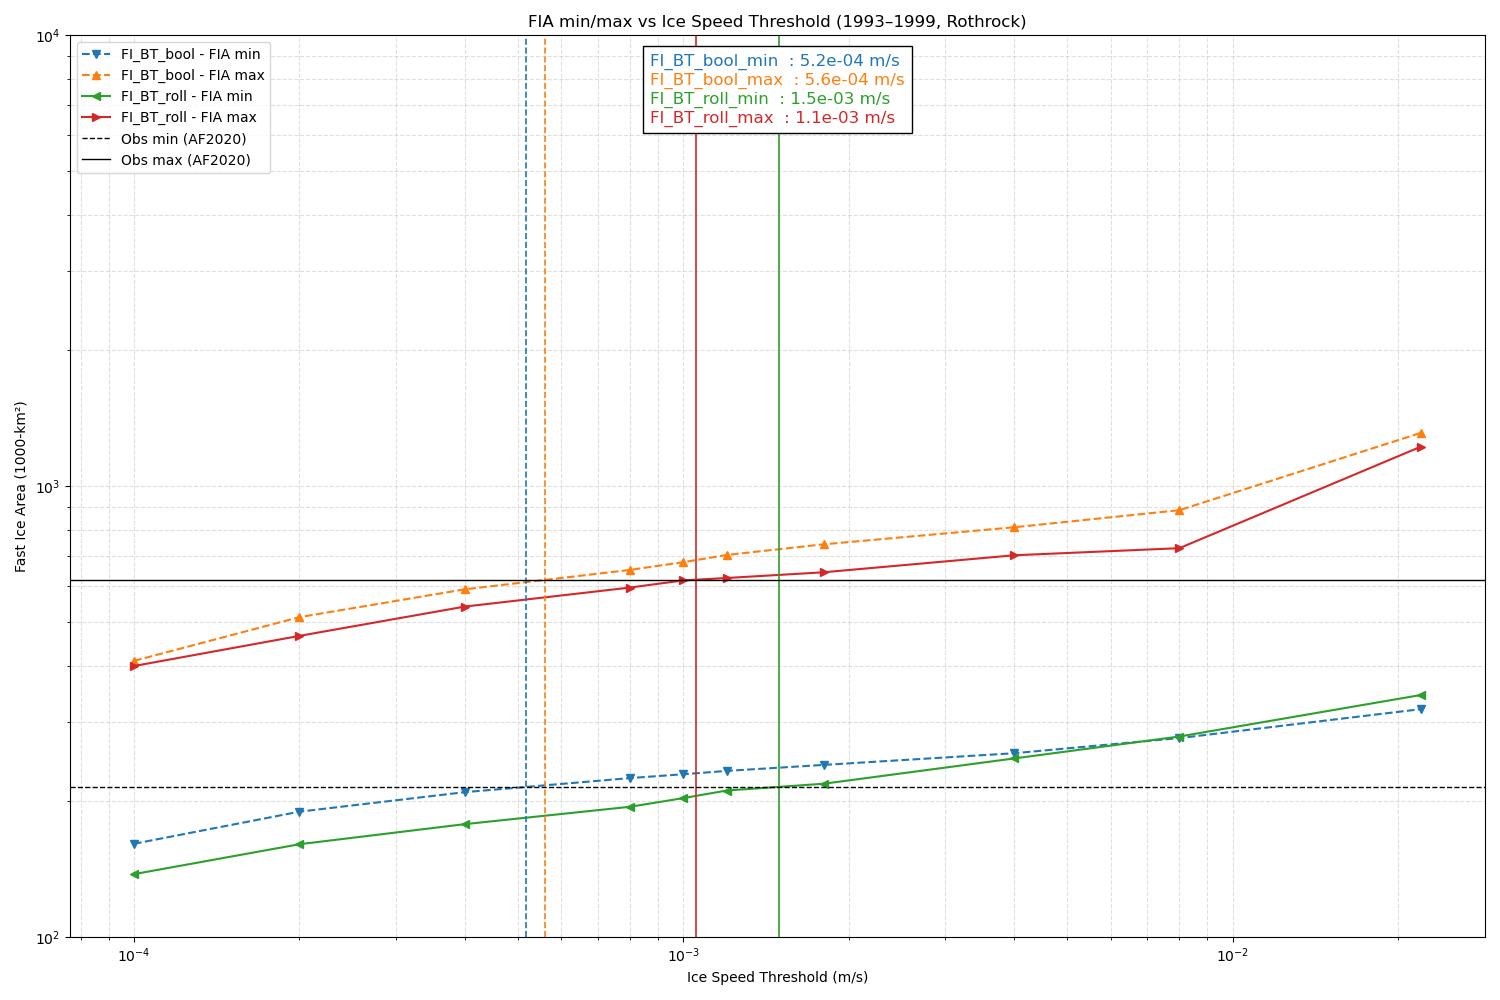 FIA min/max vs Ice Speed Threshold (1993–1999, Rothrock)
FI_BT_bool - FIA min
FI_BT_bool - FIA max
FI_BT_roll - FIA min
FI_BT_roll - FIA max
Obs min (AF2020)
Obs max (AF2020)
FI_BT_bool_min : 5.2e-04 m/s
FI_BT_bool_max : 5.6e-04 m/s
FI_BT_roll_min : 1.5e-03 m/s
FI_BT_roll_max : 1.1e-03 m/s
Fast Ice Area (1000-km²)
10⁴
10³
10²
10⁻⁴
10⁻³
10⁻²
Ice Speed Threshold (m/s)